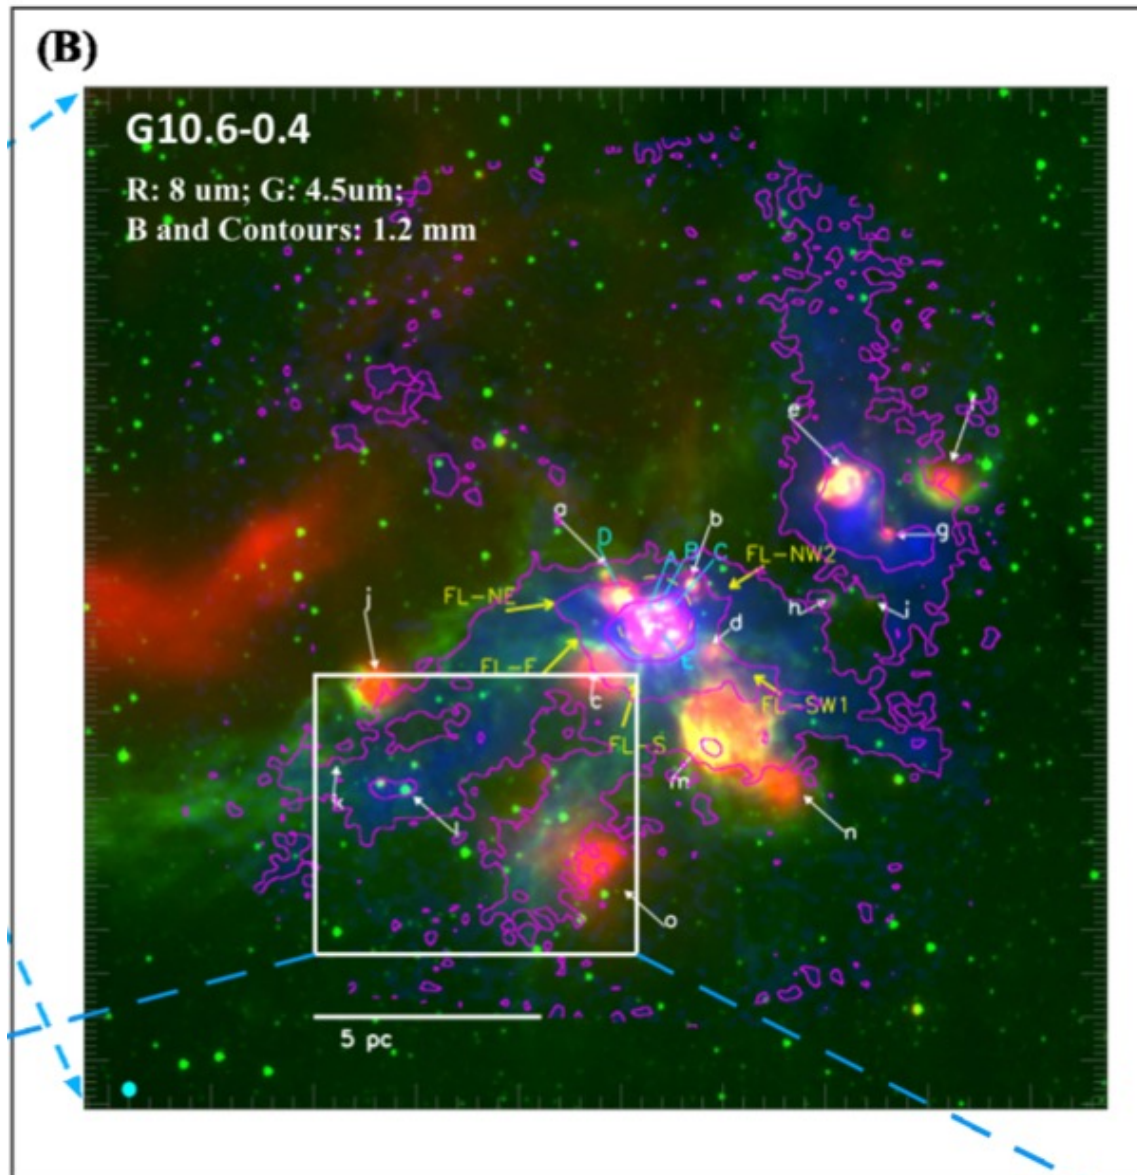 (B)
G10.6-0.4
R: 8 um; G: 4.5um;
B and Contours: 1.2 mm
e
f
g
a
D
A
B
C
b
FL-NW2
FL-NE
h
i
j
d
FL-E
E
c
FL-SW1
FL-S
m
k
l
n
o
5 pc